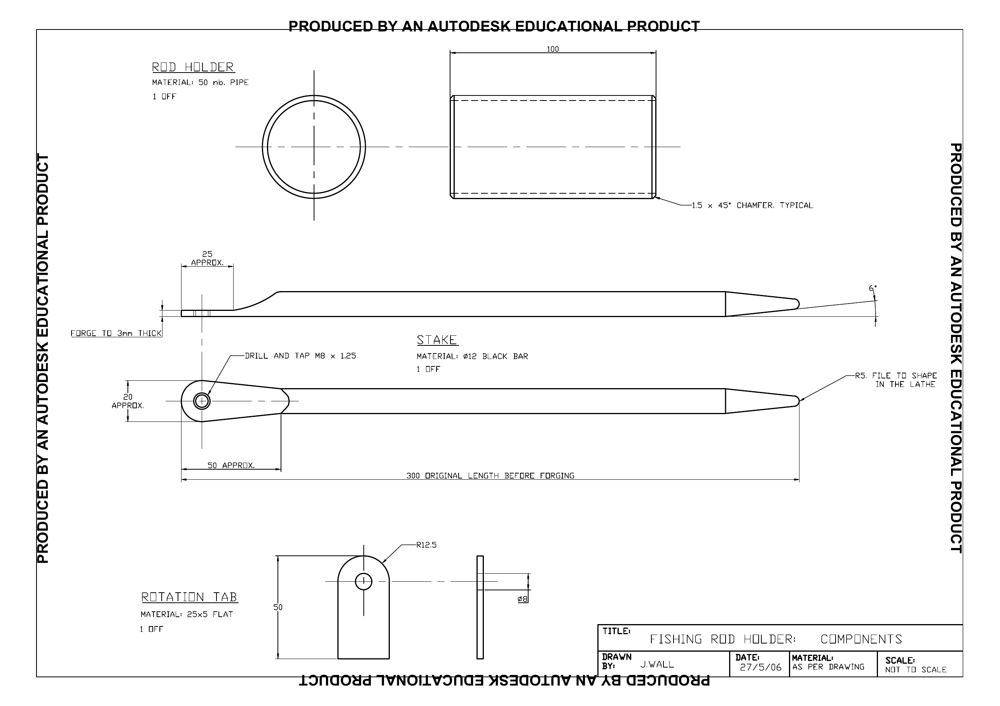 PRODUCED BY AN AUTODESK EDUCATIONAL PRODUCT
100
ROD HOLDER
MATERIAL: 50 nb. PIPE
1 OFF
1.5 x 45° CHAMFER. TYPICAL
PRODUCED BY AN AUTODESK EDUCATIONAL PRODUCT
PRODUCED BY AN AUTODESK EDUCATIONAL PRODUCT
25
APPROX.
6°
FORGE TO 3mm THICK
STAKE
MATERIAL: Ø12 BLACK BAR
1 OFF
DRILL AND TAP M8 x 1.25
R5. FILE TO SHAPE
IN THE LATHE
20
APPROX.
50 APPROX.
300 ORIGINAL LENGTH BEFORE FORGING
R12.5
ROTATION TAB
MATERIAL: 25x5 FLAT
1 OFF
50
Ø8
TITLE:
FISHING ROD HOLDER: COMPONENTS
DRAWN
BY:
J.WALL
DATE:
27/5/06
MATERIAL:
AS PER DRAWING
SCALE:
NOT TO SCALE
PRODUCED BY AN AUTODESK EDUCATIONAL PRODUCT